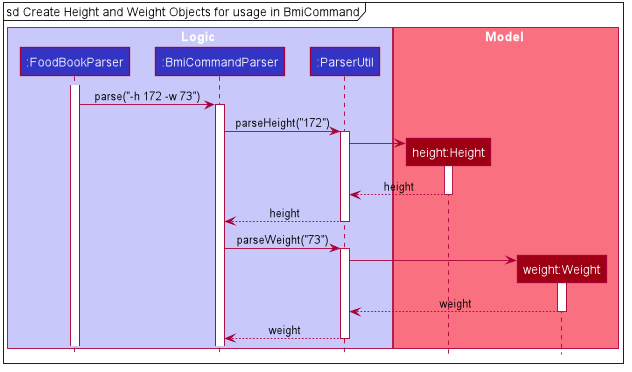 sd Create Height and Weight Objects for usage in BmiCommand
Logic
Model
:FoodBookParser
:BmiCommandParser
:ParserUtil
parse("-h 172 -w 73")
parseHeight("172")
height:Height
height
height
parseWeight("73")
weight:Weight
weight
weight